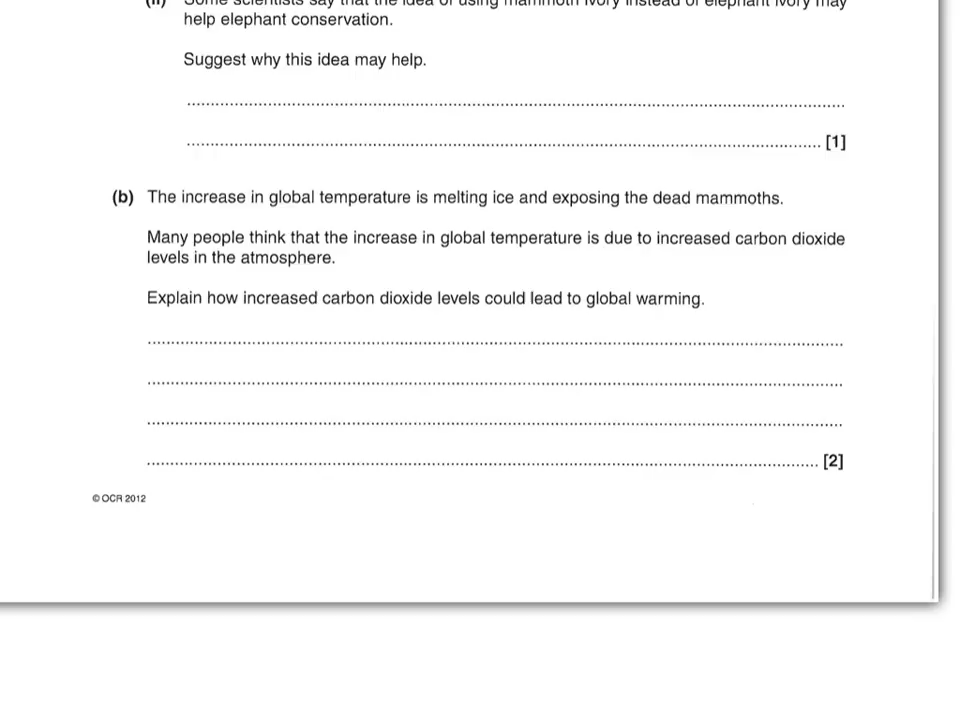 (ii) Some scientists say that the idea of using mammoth ivory instead of elephant ivory may
help elephant conservation.
Suggest why this idea may help.
[1]
(b) The increase in global temperature is melting ice and exposing the dead mammoths.
Many people think that the increase in global temperature is due to increased carbon dioxide
levels in the atmosphere.
Explain how increased carbon dioxide levels could lead to global warming.
[2]
© OCR 2012